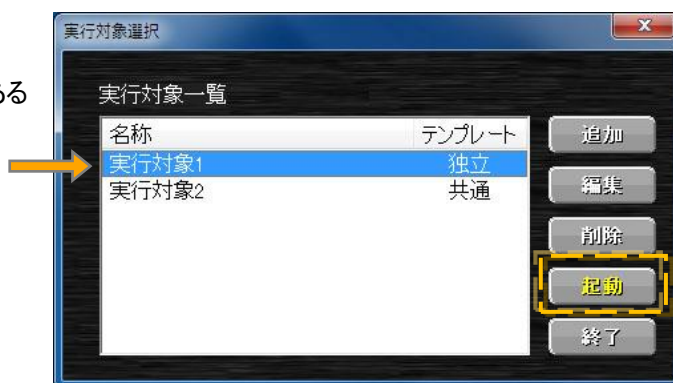 実行対象選択
ある
実行対象一覧
名称 テンプレート
実行対象1 独立
実行対象2 共通
追加
編集
削除
起動
終了